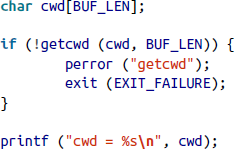 char cwd[BUF_LEN];
if (!getcwd (cwd, BUF_LEN)) {
perror ("getcwd");
exit (EXIT_FAILURE);
}
printf ("cwd = %s\n", cwd);